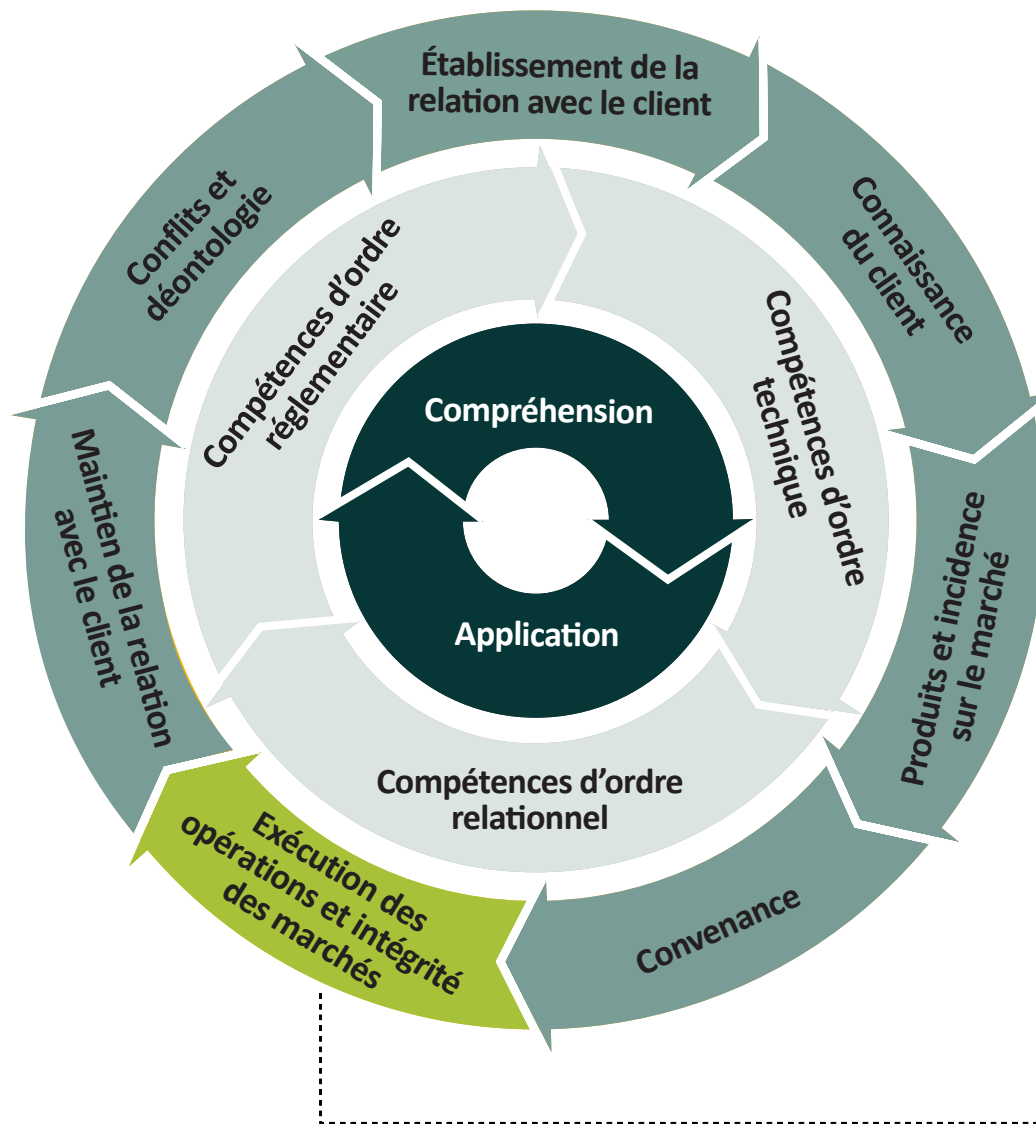 Établissement de la
relation avec le client
Connaissance
du client
Produits et incidence
sur le marché
Convenance
Exécution des
opérations et intégrité
des marchés
Maintien de la relation
avec le client
Conflits et
déontologie
Compétences d’ordre
réglementaire
Compétences d’ordre
technique
Compétences d’ordre
relationnel
Compréhension
Application